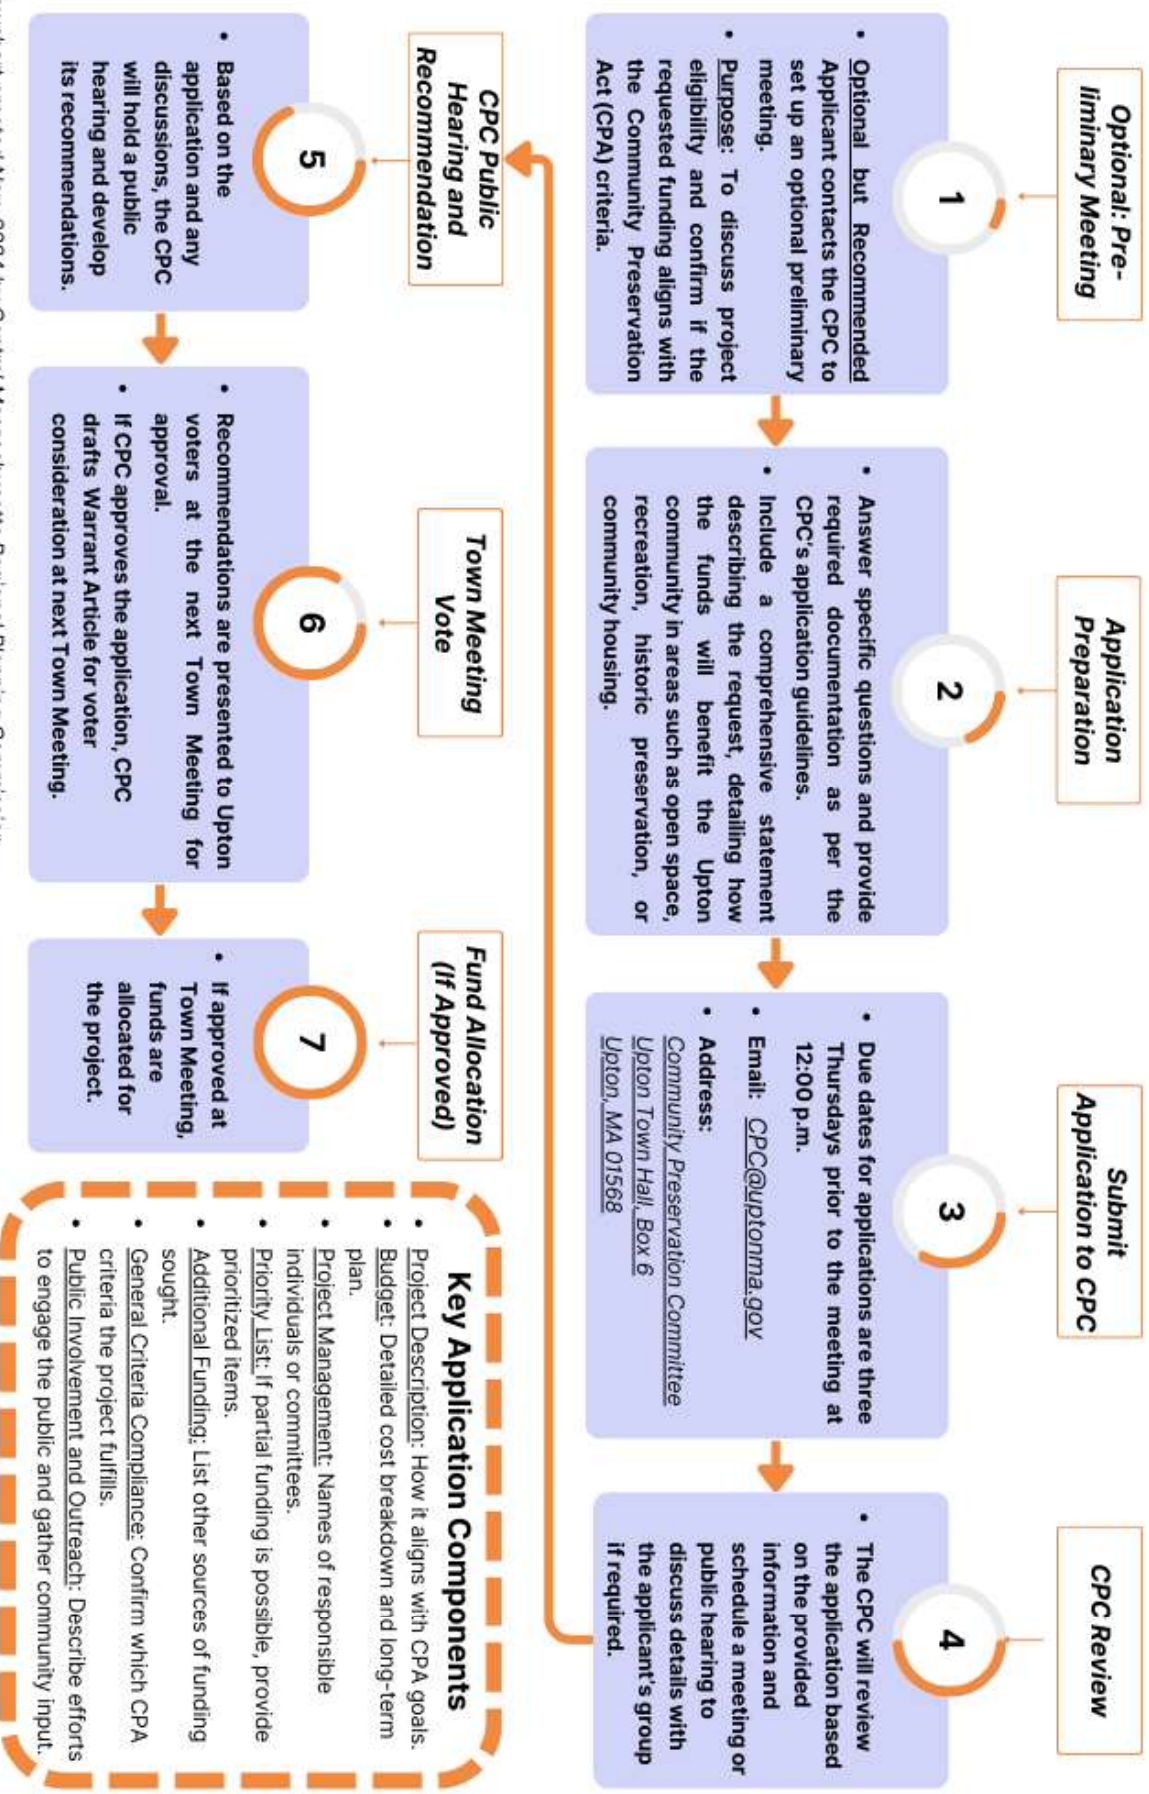 Optional: Pre-
liminary Meeting
1
• Optional but Recommended
Applicant contacts the CPC to
set up an optional preliminary
meeting.
• Purpose: To discuss project
eligibility and confirm if the
requested funding aligns with
the Community Preservation
Act (CPA) criteria.
Application
Preparation
2
• Answer specific questions and provide
required documentation as per the
CPC's application guidelines.
• Include a comprehensive statement
describing the request, detailing how
the funds will benefit the Upton
community in areas such as open space,
recreation, historic preservation, or
community housing.
Submit
Application to CPC
3
• Due dates for applications are three
Thursdays prior to the meeting at
12:00 p.m.
• Email: CPC@uptonma.gov
• Address:
Community Preservation Committee
Upton Town Hall, Box 6
Upton, MA 01568
CPC Review
4
• The CPC will review
the application based
on the provided
information and
schedule a meeting or
public hearing to
discuss details with
the applicant's group
if required.
CPC Public
Hearing and
Recommendation
5
• Based on the
application and any
discussions, the CPC
will hold a public
hearing and develop
its recommendations.
Town Meeting
Vote
6
• Recommendations are presented to Upton
voters at the next Town Meeting for
approval.
• If CPC approves the application, CPC
drafts Warrant Article for voter
consideration at next Town Meeting.
Fund Allocation
(If Approved)
7
• If approved at
Town Meeting,
funds are
allocated for
the project.
Key Application Components
• Project Description: How it aligns with CPA goals.
• Budget: Detailed cost breakdown and long-term
plan.
• Project Management: Names of responsible
individuals or committees.
• Priority List: If partial funding is possible, provide
prioritized items.
• Additional Funding: List other sources of funding
sought.
• General Criteria Compliance: Confirm which CPA
criteria the project fulfills.
• Public Involvement and Outreach: Describe efforts
to engage the public and gather community input.